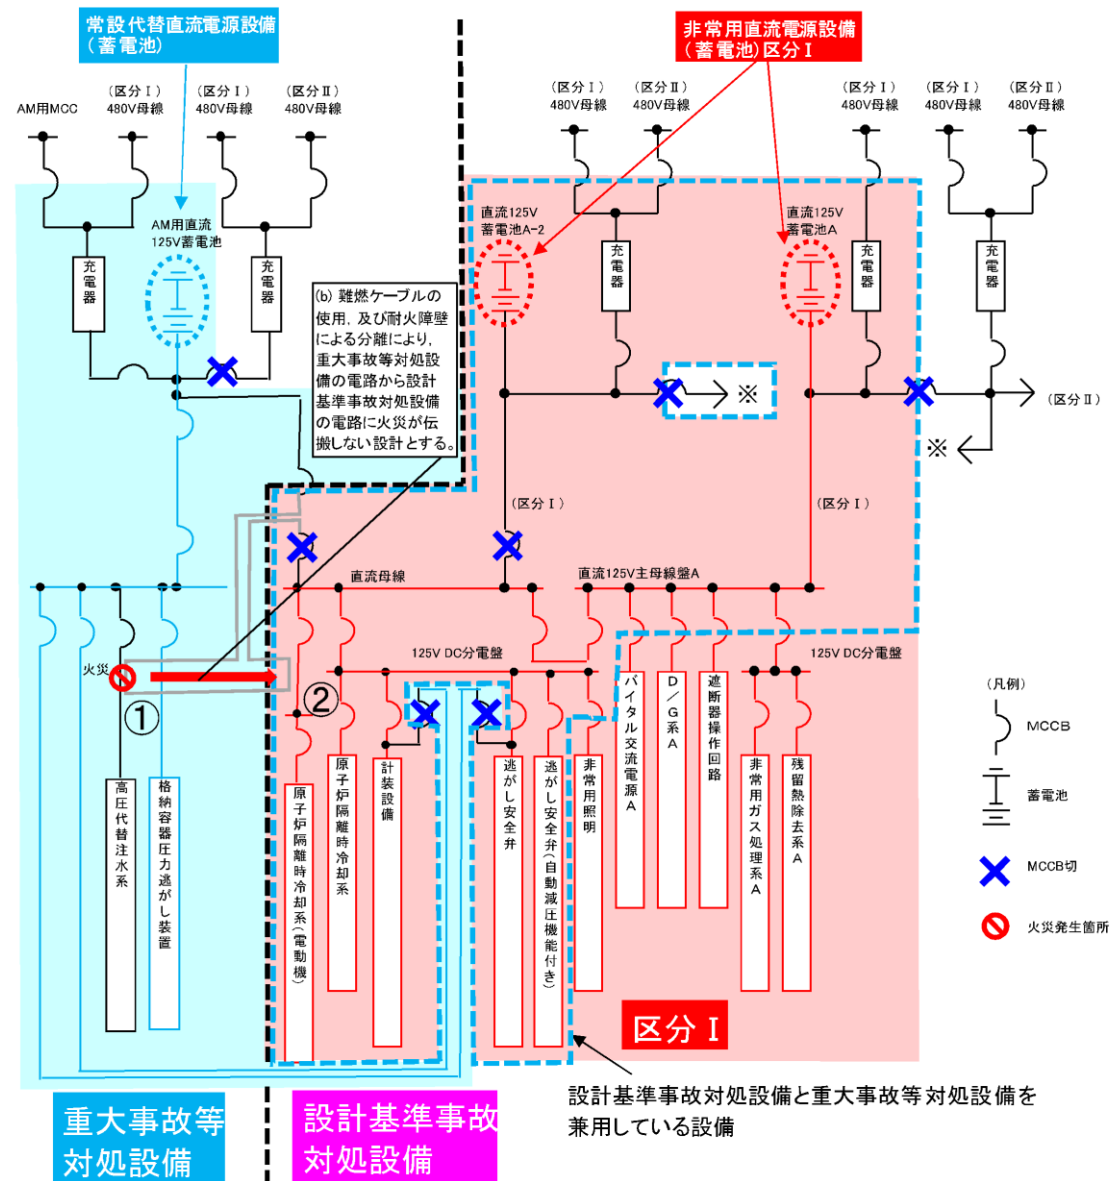 常設代替直流電源設備
(蓄電池)
非常用直流電源設備
(蓄電池)区分Ⅰ
AM用MCC
(区分Ⅰ)
480V母線
(区分Ⅰ)
480V母線
(区分Ⅱ)
480V母線
(区分Ⅰ)
480V母線
(区分Ⅱ)
480V母線
(区分Ⅰ)
480V母線
(区分Ⅰ)
480V母線
(区分Ⅱ)
480V母線
AM用直流
125V蓄電池
直流125V
蓄電池A-2
直流125V
蓄電池A
充電器
充電器
充電器
充電器
充電器
(b) 難燃ケーブルの
使用，及び耐火障壁
による分離により，
重大事故等対処設
備の電路から設計
基準事故対処設備
の電路に火災が伝
搬しない設計とする。
※
(区分Ⅱ)
※
(区分Ⅰ)
(区分Ⅰ)
直流母線
直流125V主母線盤A
125V DC分電盤
125V DC分電盤
火災
①
②
高圧代替注水系
格納容器圧力逃がし装置
原子炉隔離時冷却系(電動機)
原子炉隔離時冷却系
計装設備
逃がし安全弁
逃がし安全弁(自動減圧機能付き)
非常用照明
バイタル交流電源A
D/G系A
遮断器操作回路
非常用ガス処理系A
残留熱除去系A
(凡例)
MCCB
蓄電池
MCCB切
火災発生箇所
区分Ⅰ
設計基準事故対処設備と重大事故等対処設備を
兼用している設備
重大事故等
対処設備
設計基準事故
対処設備